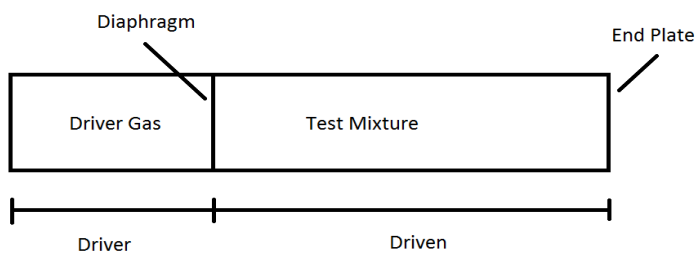 Diaphragm
End Plate
Driver Gas
Test Mixture
Driver
Driven